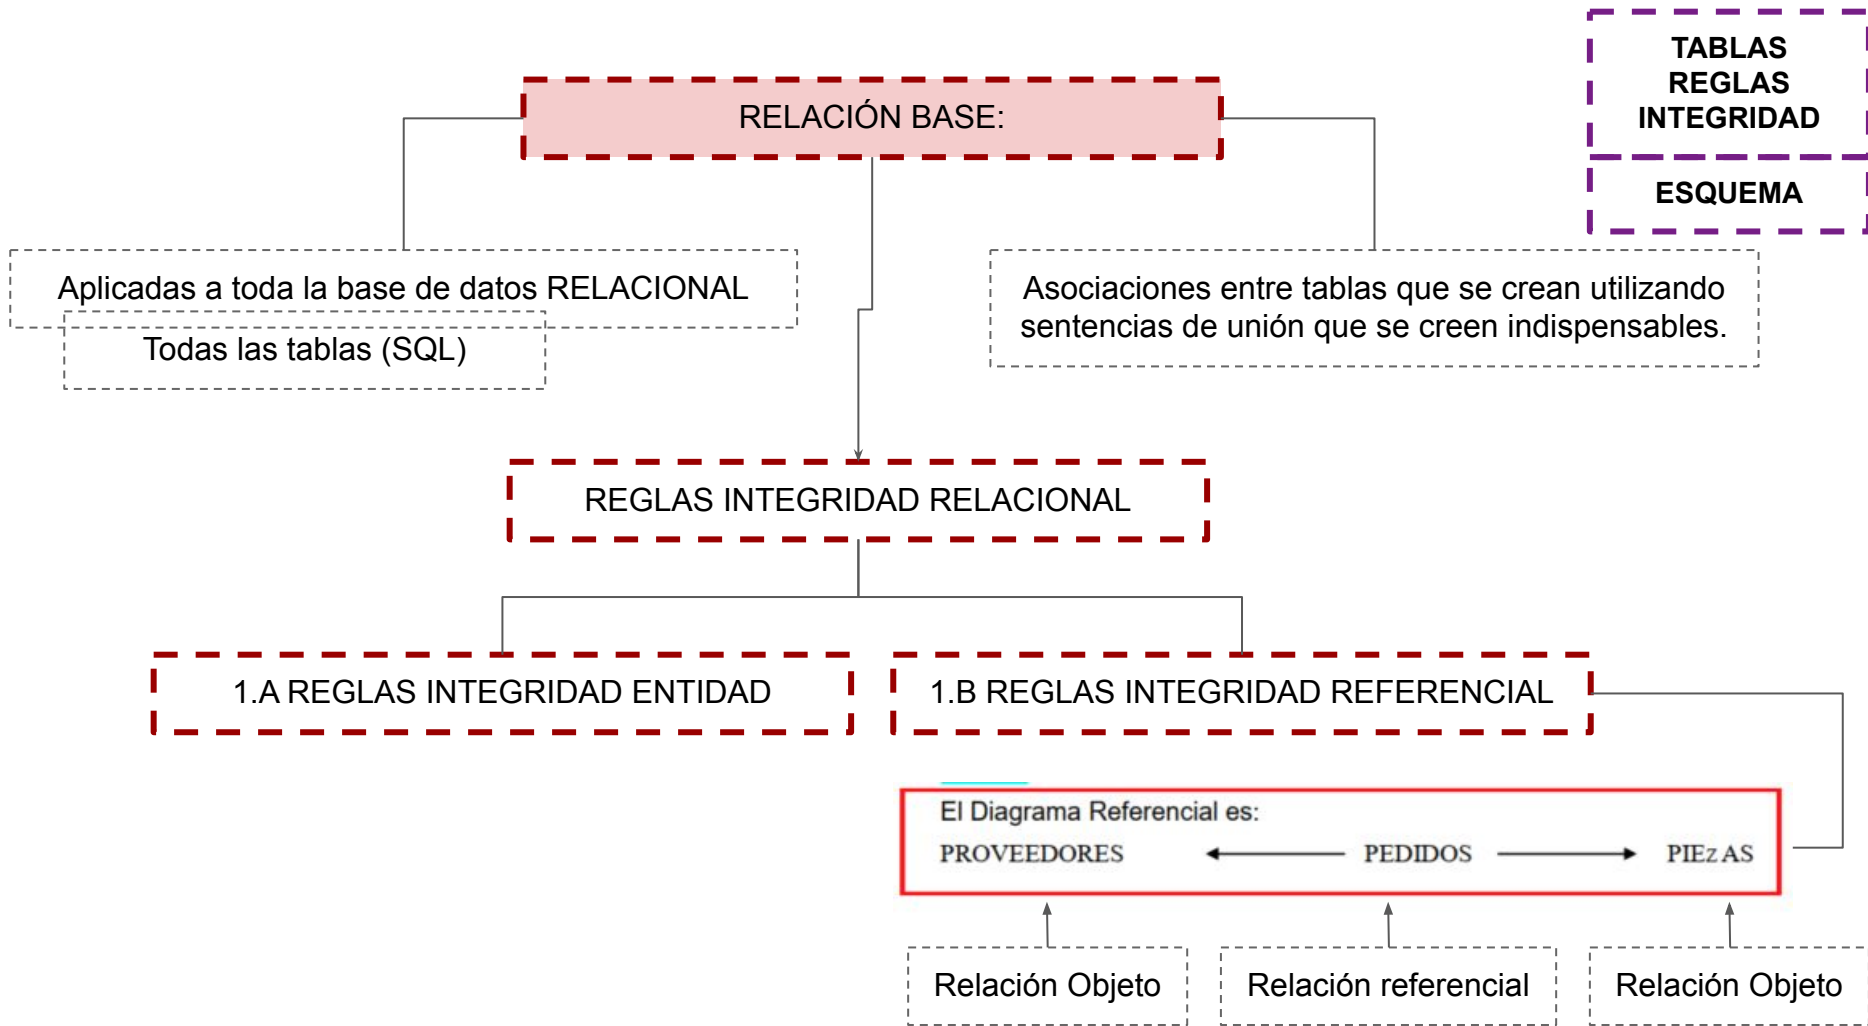 TABLAS
REGLAS
INTEGRIDAD
ESQUEMA
RELACIÓN BASE:
Aplicadas a toda la base de datos RELACIONAL
Todas las tablas (SQL)
Asociaciones entre tablas que se crean utilizando
sentencias de unión que se creen indispensables.
REGLAS INTEGRIDAD RELACIONAL
1.A REGLAS INTEGRIDAD ENTIDAD
1.B REGLAS INTEGRIDAD REFERENCIAL
El Diagrama Referencial es:
PROVEEDORES PEDIDOS PIEzAS
Relación Objeto
Relación referencial
Relación Objeto